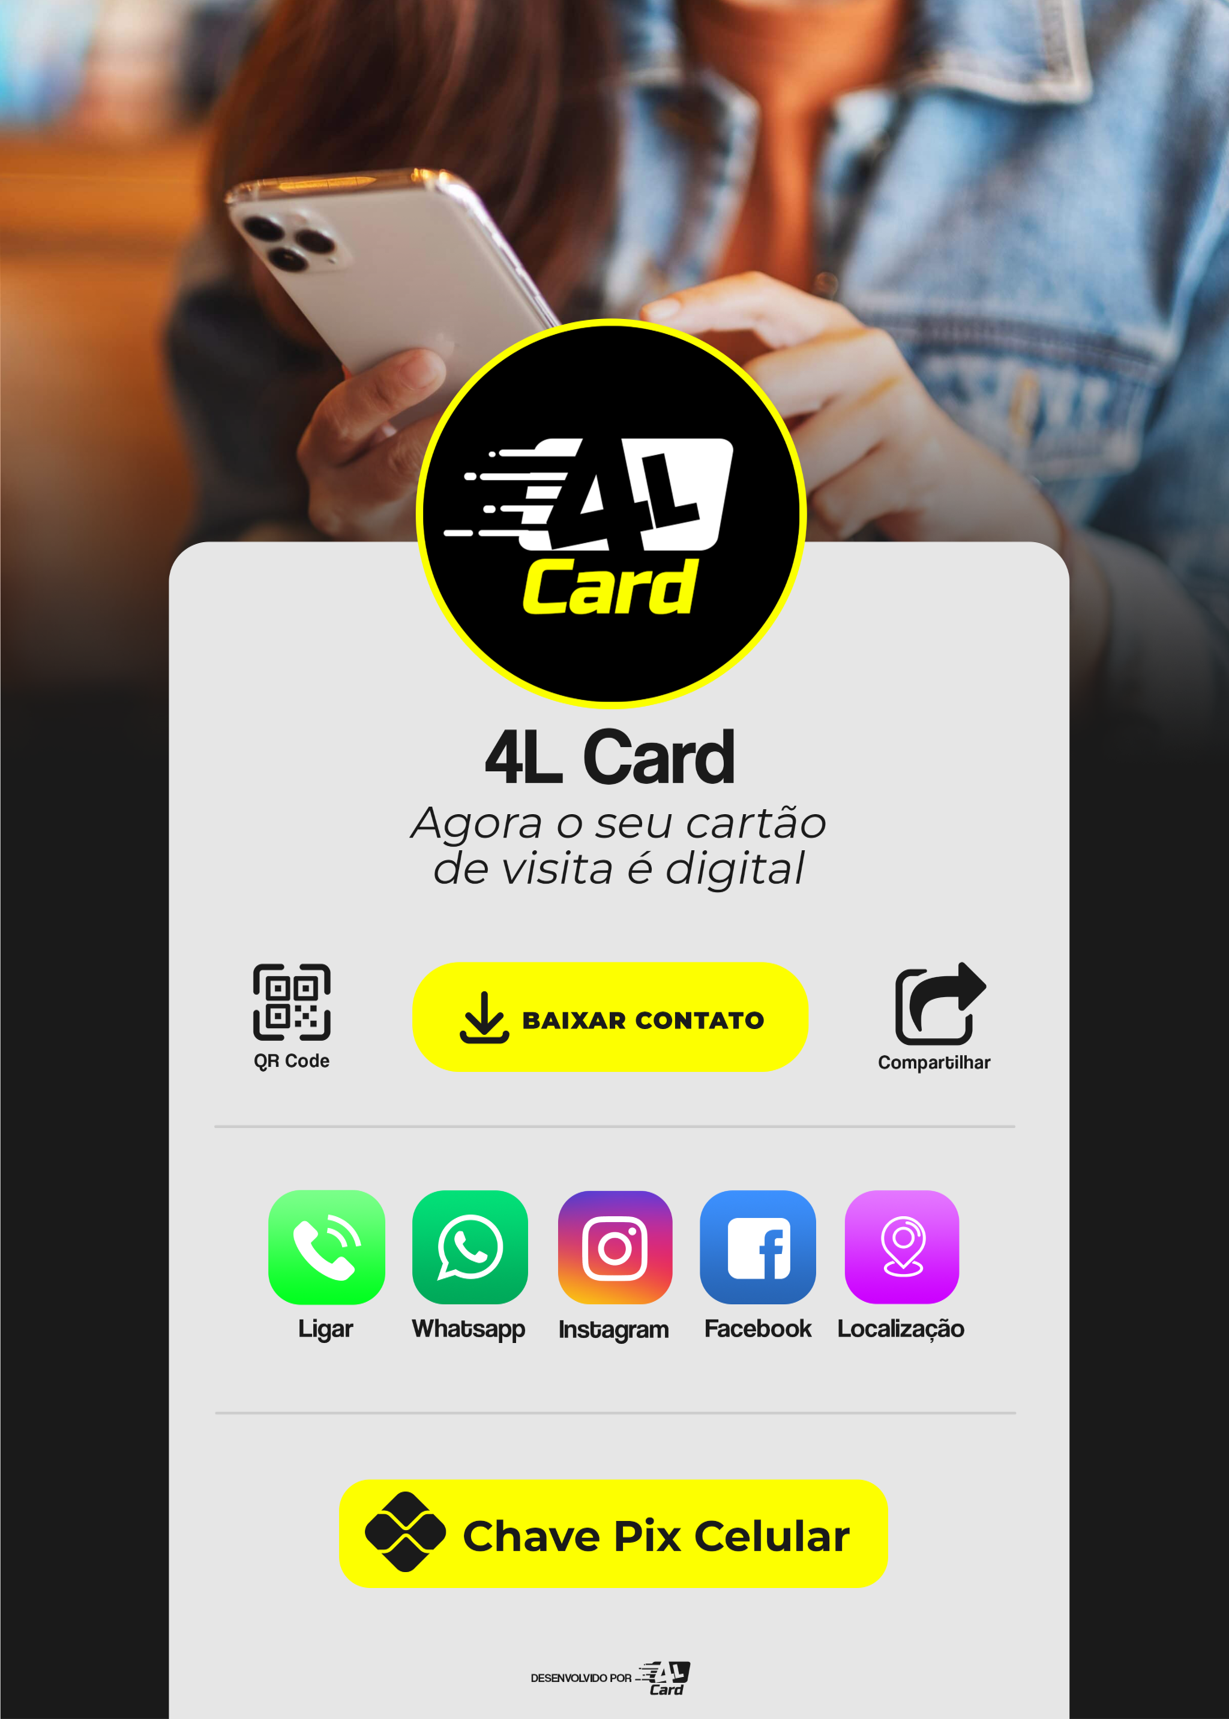 4L
Card
4L Card
Agora o seu cartão
de visita é digital
QR Code
BAIXAR CONTATO
Compartilhar
Ligar
Whatsapp
Instagram
Facebook
Localização
Chave Pix Celular
DESENVOLVIDO POR 4L
Card